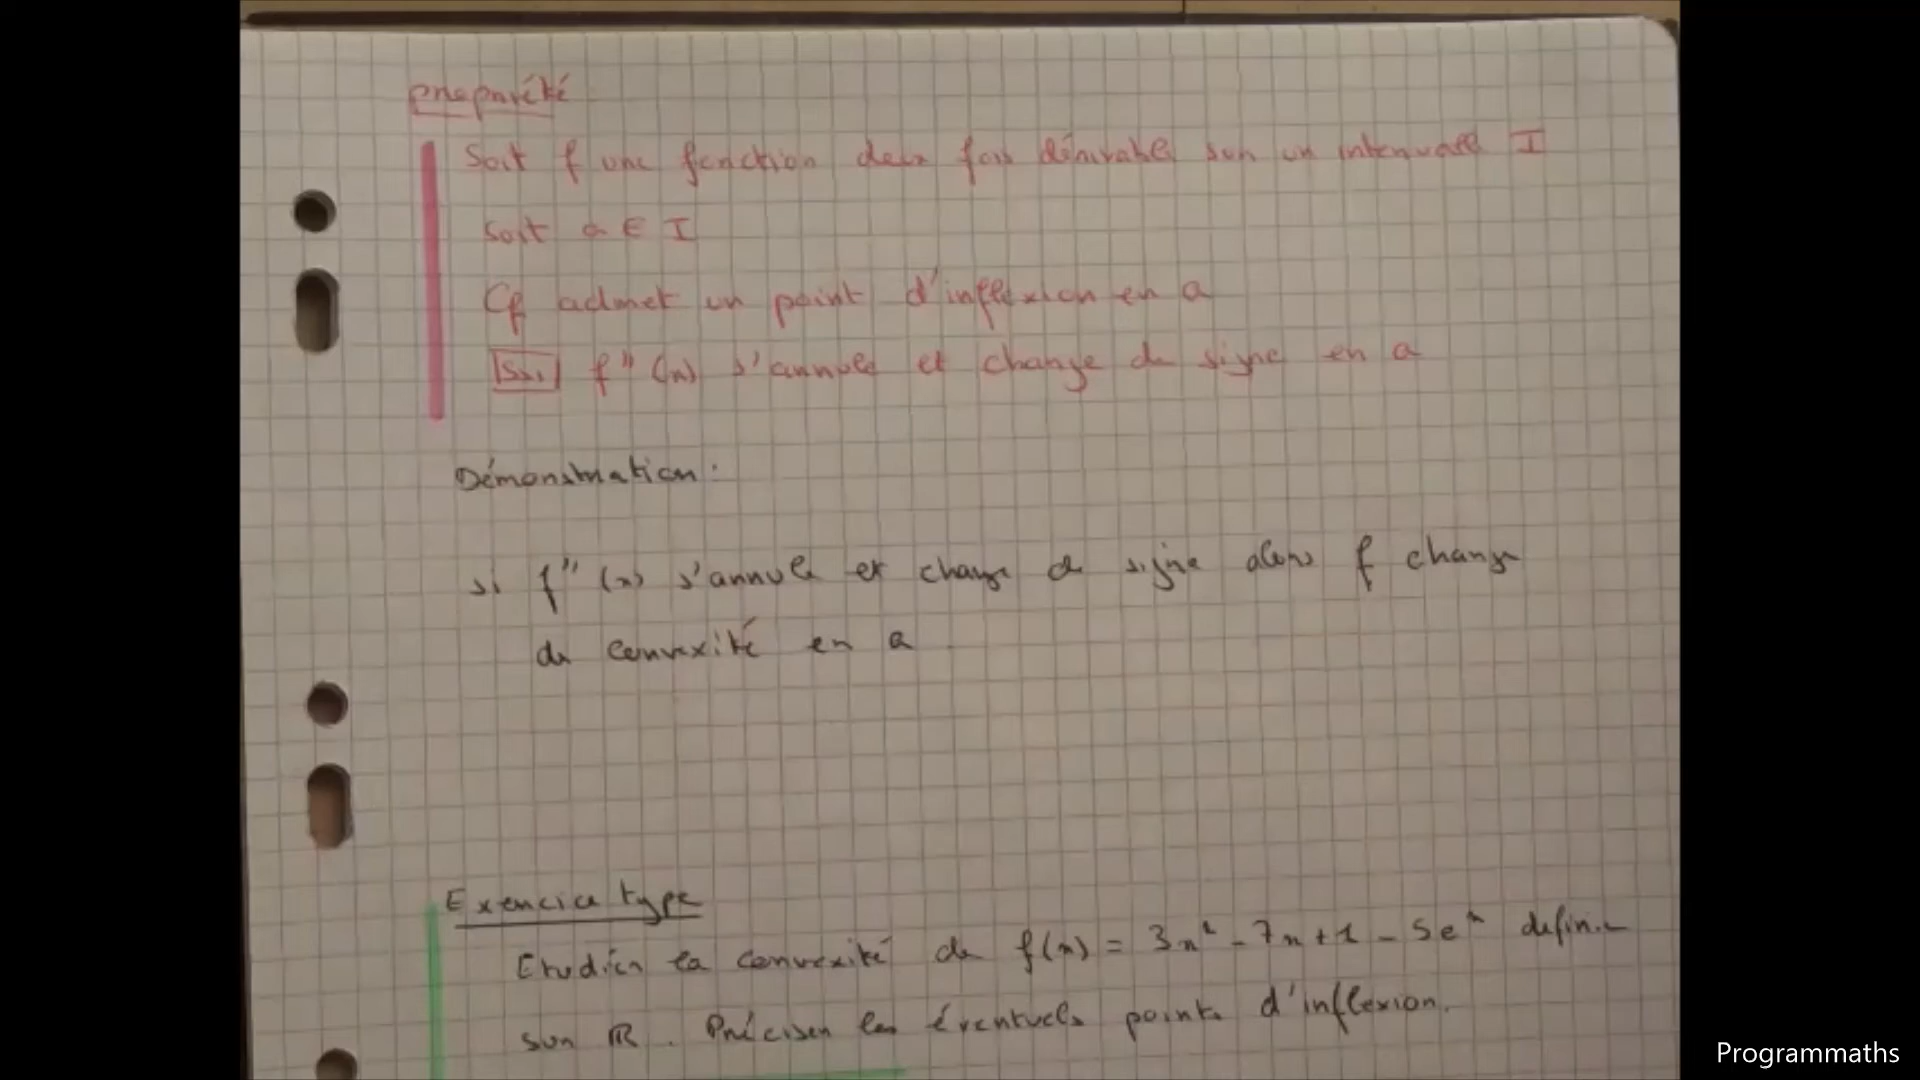 propriété
Soit f une fonction deux fois dérivable sur un intervalle I
Soit a ∈ I
Cf admet un point d'inflexion en a
Ssi f''(x) s'annule et change de signe en a
Démonstration :
si f''(x) s'annule et change de signe alors f change
de convexité en a
Exercice type
Etudier la convexité de f(x) = 3x² - 7x + 1 - 5eˣ définie
sur ℝ. Préciser les éventuels points d'inflexion.
Programmaths